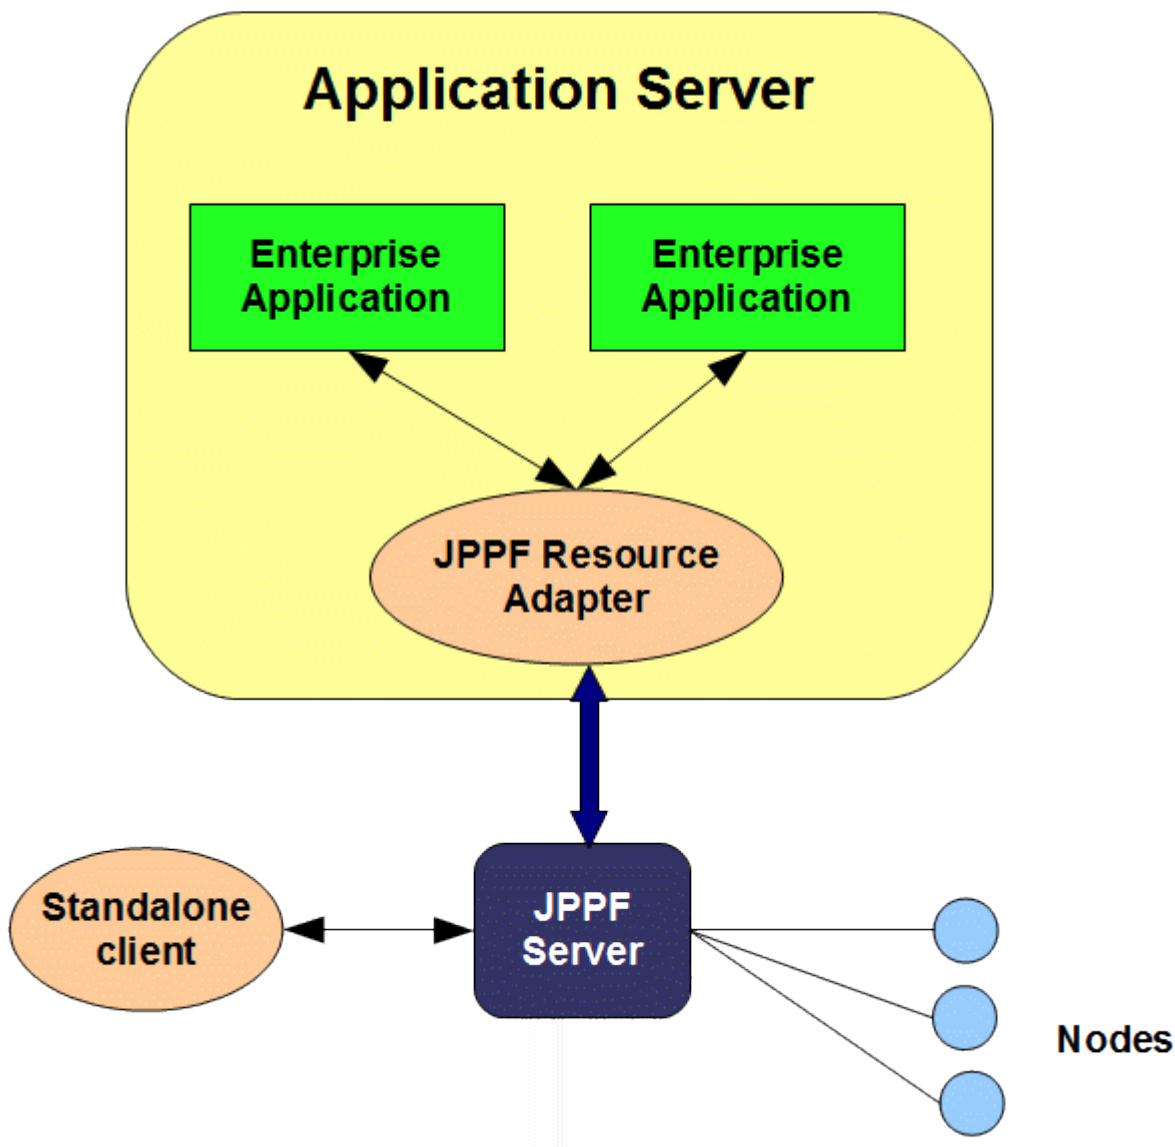 Application Server
Enterprise
Application
Enterprise
Application
JPPF Resource
Adapter
Standalone
client
JPPF
Server
Nodes